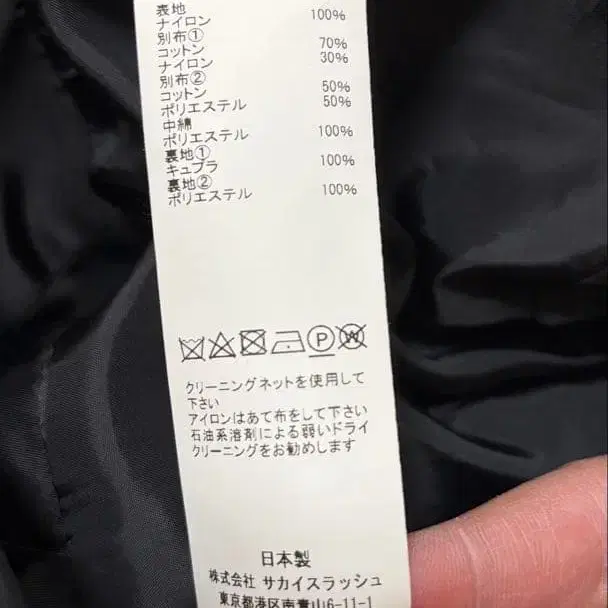 表地
ナイロン 100%
別布①
コットン 70%
ナイロン 30%
別布②
コットン 50%
ポリエステル 50%
中綿
ポリエステル 100%
裏地①
キュプラ 100%
裏地②
ポリエステル 100%
P W
クリーニングネットを使用して
下さい
アイロンはあて布をして下さい
石油系溶剤による弱いドライ
クリーニングをお勧めします
日本製
株式会社 サカイスラッシュ
東京都港区南青山6-11-1